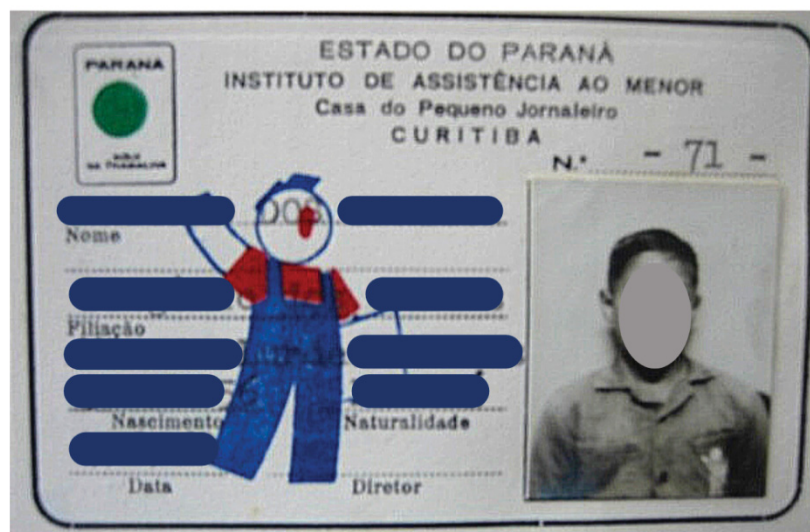 ESTADO DO PARANÁ
INSTITUTO DE ASSISTÊNCIA AO MENOR
Casa do Pequeno Jornaleiro
CURITIBA
PARANÁ
N.º - 71 -
DOS
Nome
Filiação
Nascimento Naturalidade
Data Diretor